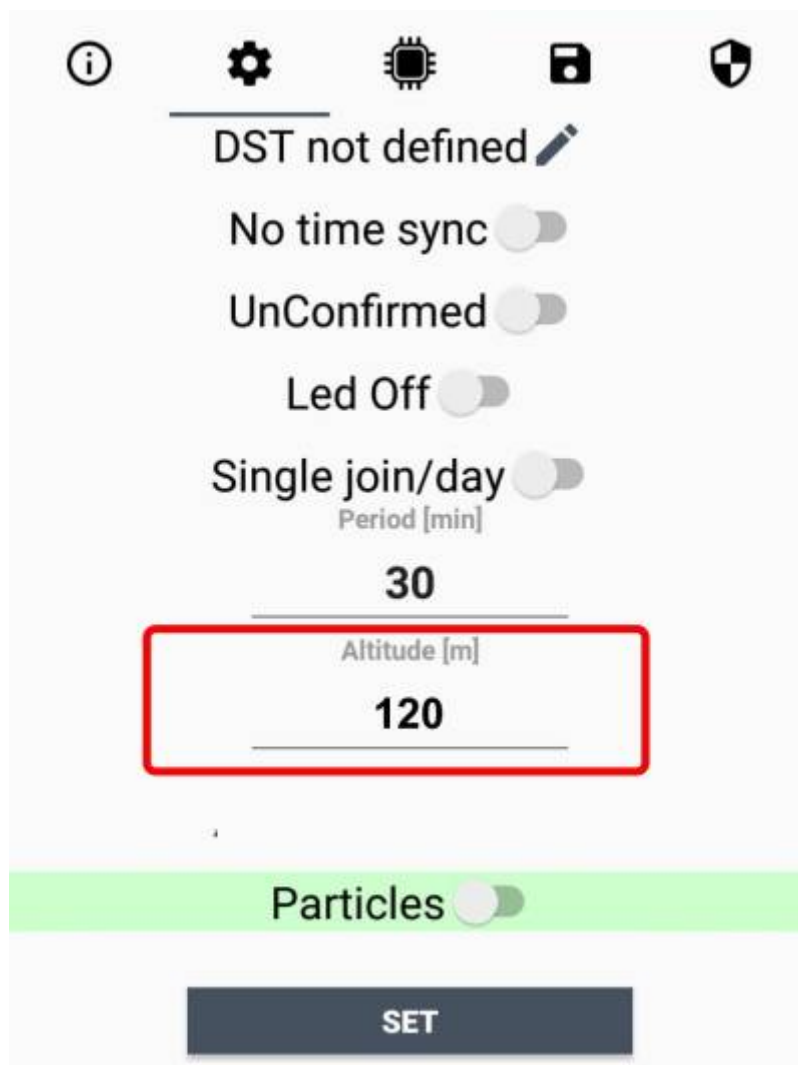 DST not defined
No time sync
UnConfirmed
Led Off
Single join/day
Period [min]
30
Altitude [m]
120
Particles
SET